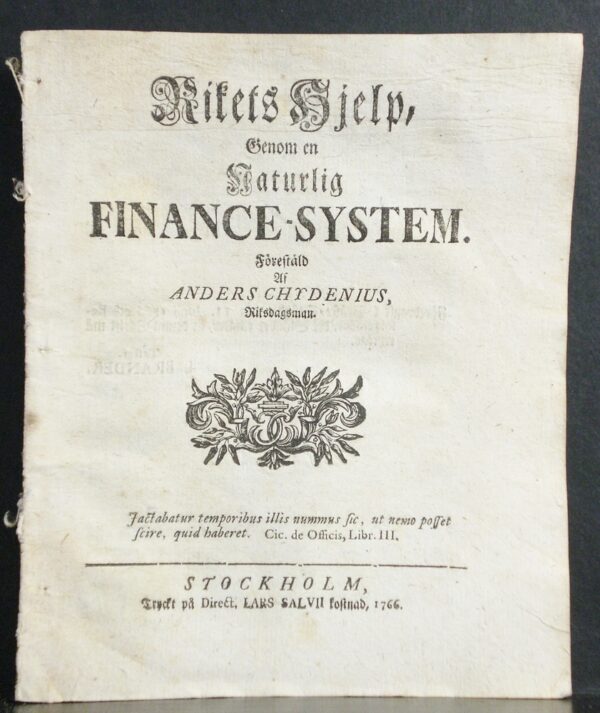 Rikets Hjelp,
Genom en
Naturlig
FINANCE-SYSTEM.
Förestäld
Af
ANDERS CHYDENIUS,
Riksdagsman.
Jactabatur temporibus illis nummus ſic, ut nemo poſſet
ſcire, quid haberet. Cic. de Officis, Libr. III.
STOCKHOLM,
Tryckt på Direct. LARS SALVII koſtnad, 1766.